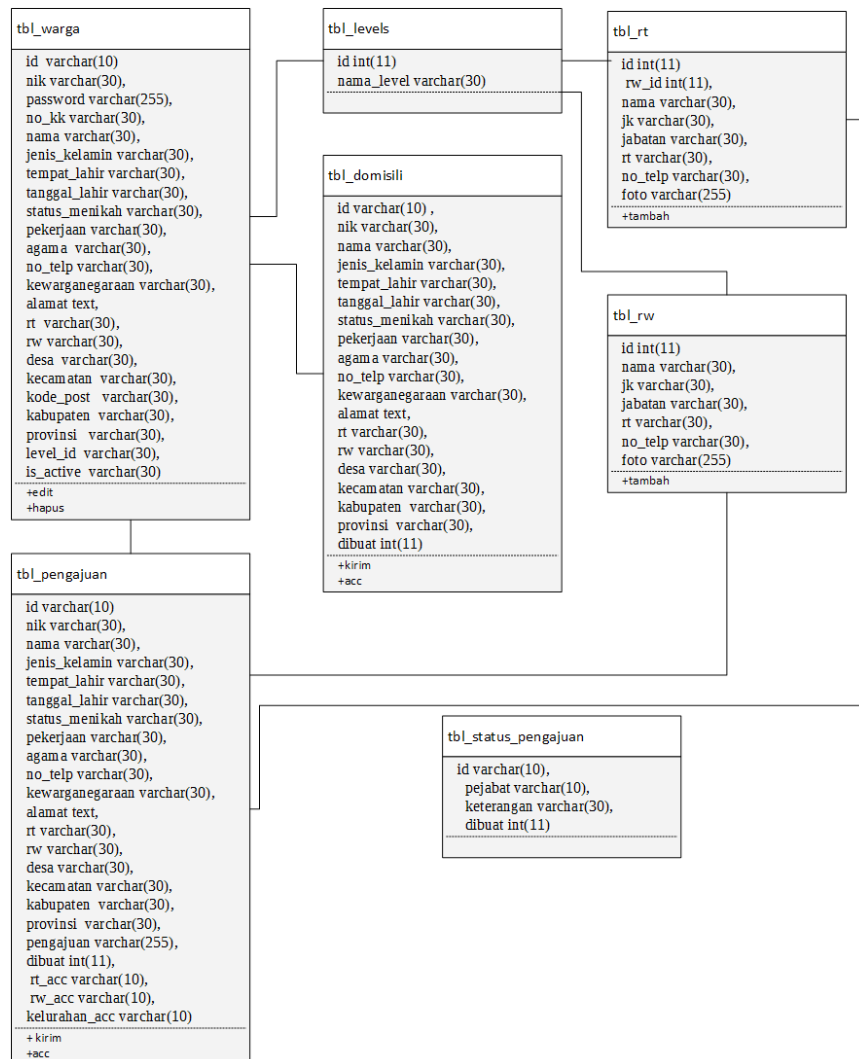 tbl_warga
id varchar(10)
nik varchar(30),
password varchar(255),
no_kk varchar(30),
nama varchar(30),
jenis_kelamin varchar(30),
tempat_lahir varchar(30),
tanggal_lahir varchar(30),
status_menikah varchar(30),
pekerjaan varchar(30),
agama varchar(30),
no_telp varchar(30),
kewarganegaraan varchar(30),
alamat text,
rt varchar(30),
rw varchar(30),
desa varchar(30),
kecamatan varchar(30),
kode_post varchar(30),
kabupaten varchar(30),
provinsi varchar(30),
level_id varchar(30),
is_active varchar(30)
+edit
+hapus
tbl_levels
id int(11)
nama_level varchar(30)
tbl_rt
id int(11)
rw_id int(11),
nama varchar(30),
jk varchar(30),
jabatan varchar(30),
rt varchar(30),
no_telp varchar(30),
foto varchar(255)
+tambah
tbl_domisili
id varchar(10) ,
nik varchar(30),
nama varchar(30),
jenis_kelamin varchar(30),
tempat_lahir varchar(30),
tanggal_lahir varchar(30),
status_menikah varchar(30),
pekerjaan varchar(30),
agama varchar(30),
no_telp varchar(30),
kewarganegaraan varchar(30),
alamat text,
rt varchar(30),
rw varchar(30),
desa varchar(30),
kecamatan varchar(30),
kabupaten varchar(30),
provinsi varchar(30),
dibuat int(11)
+kirim
+acc
tbl_rw
id int(11)
nama varchar(30),
jk varchar(30),
jabatan varchar(30),
rt varchar(30),
no_telp varchar(30),
foto varchar(255)
+tambah
tbl_pengajuan
id varchar(10)
nik varchar(30),
nama varchar(30),
jenis_kelamin varchar(30),
tempat_lahir varchar(30),
tanggal_lahir varchar(30),
status_menikah varchar(30),
pekerjaan varchar(30),
agama varchar(30),
no_telp varchar(30),
kewarganegaraan varchar(30),
alamat text,
rt varchar(30),
rw varchar(30),
desa varchar(30),
kecamatan varchar(30),
kabupaten varchar(30),
provinsi varchar(30),
pengajuan varchar(255),
dibuat int(11),
rt_acc varchar(10),
rw_acc varchar(10),
kelurahan_acc varchar(10)
+ kirim
+acc
tbl_status_pengajuan
id varchar(10),
pejabat varchar(10),
keterangan varchar(30),
dibuat int(11)